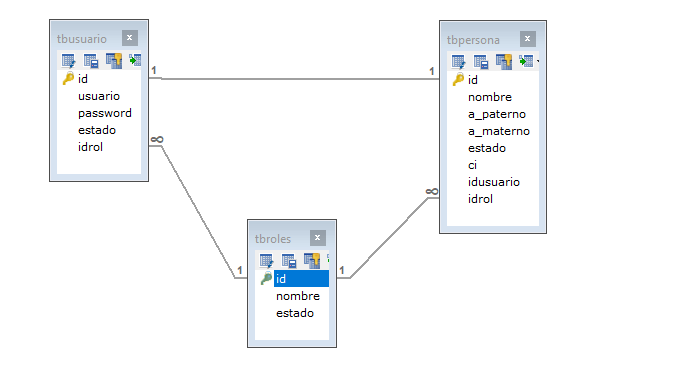 tbusuario x
id
usuario
password
estado
idrol
tbpersona x
id
nombre
a_paterno
a_materno
estado
ci
idusuario
idrol
1
1
∞
∞
1
1
tbroles x
id
nombre
estado